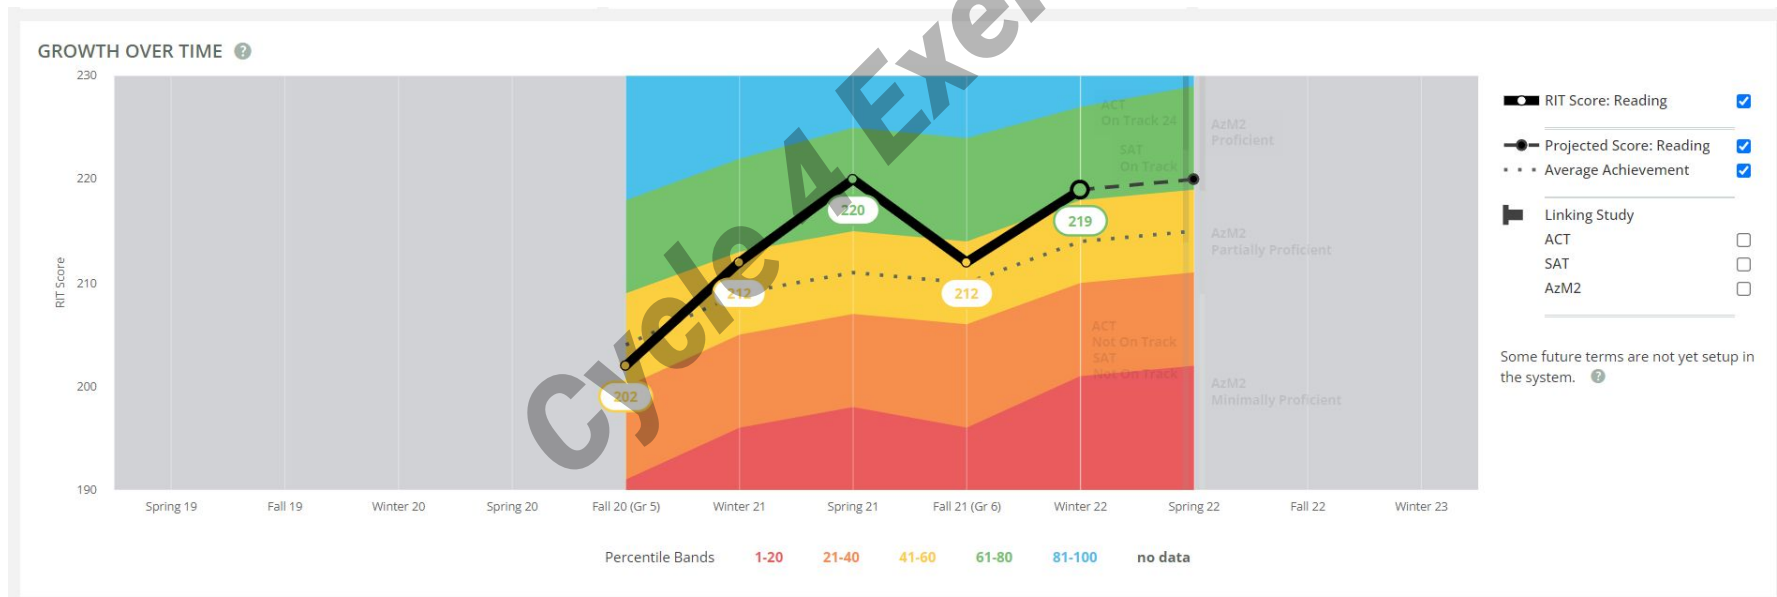 GROWTH OVER TIME ?
230
220
210
200
190
RIT Score
ACT
On Track 24
SAT
On Track
AzM2
Proficient
AzM2
Partially Proficient
ACT
Not On Track
SAT
Not On Track
AzM2
Minimally Proficient
202
212
220
212
219
Cycle 4
Spring 19 Fall 19 Winter 20 Spring 20 Fall 20 (Gr 5) Winter 21 Spring 21 Fall 21 (Gr 6) Winter 22 Spring 22 Fall 22 Winter 23
Percentile Bands 1-20 21-40 41-60 61-80 81-100 no data
RIT Score: Reading
Projected Score: Reading
Average Achievement
Linking Study
ACT
SAT
AzM2
Some future terms are not yet setup in
the system. ?